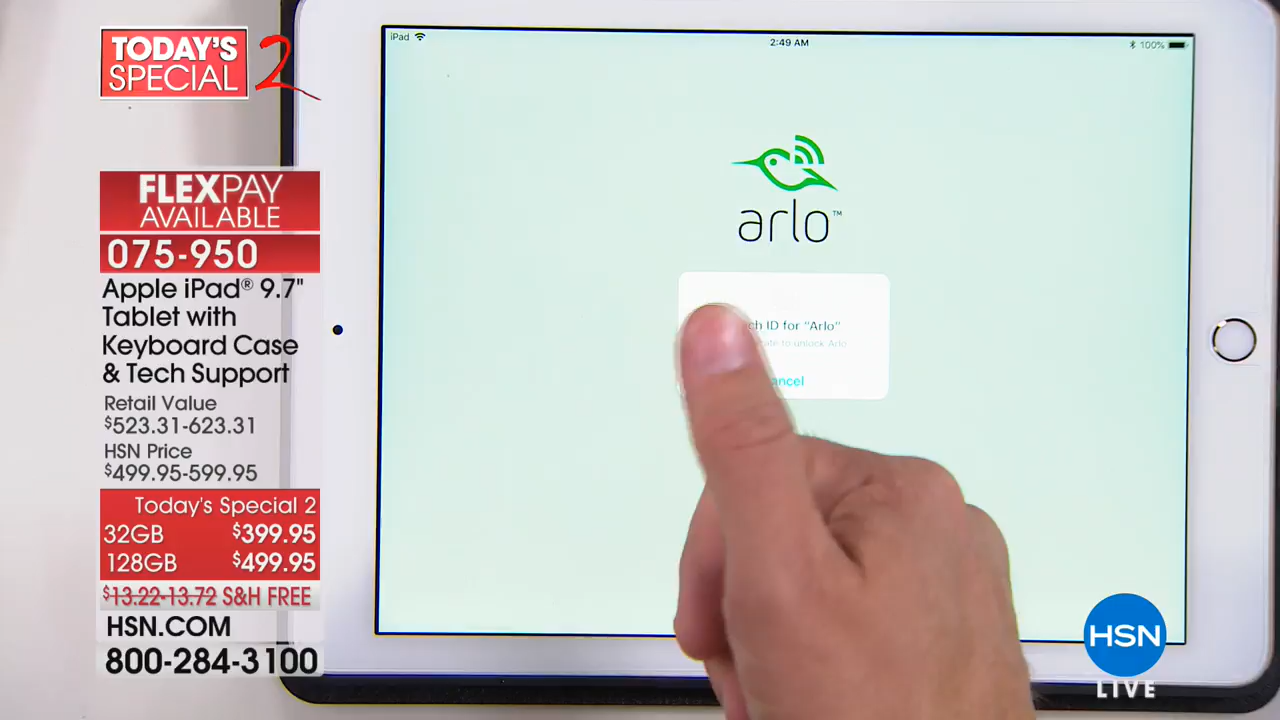 TODAY'S
SPECIAL 2
FLEXPAY
AVAILABLE
075-950
Apple iPad® 9.7"
Tablet with
Keyboard Case
& Tech Support
Retail Value
$523.31-623.31
HSN Price
$499.95-599.95
Today's Special 2
32GB $399.95
128GB $499.95
$13.22-13.72 S&H FREE
HSN.COM
800-284-3100
iPad
2:49 AM
100%
arlo™
ID for "Arlo"
to unlock Arlo
HSN
LIVE